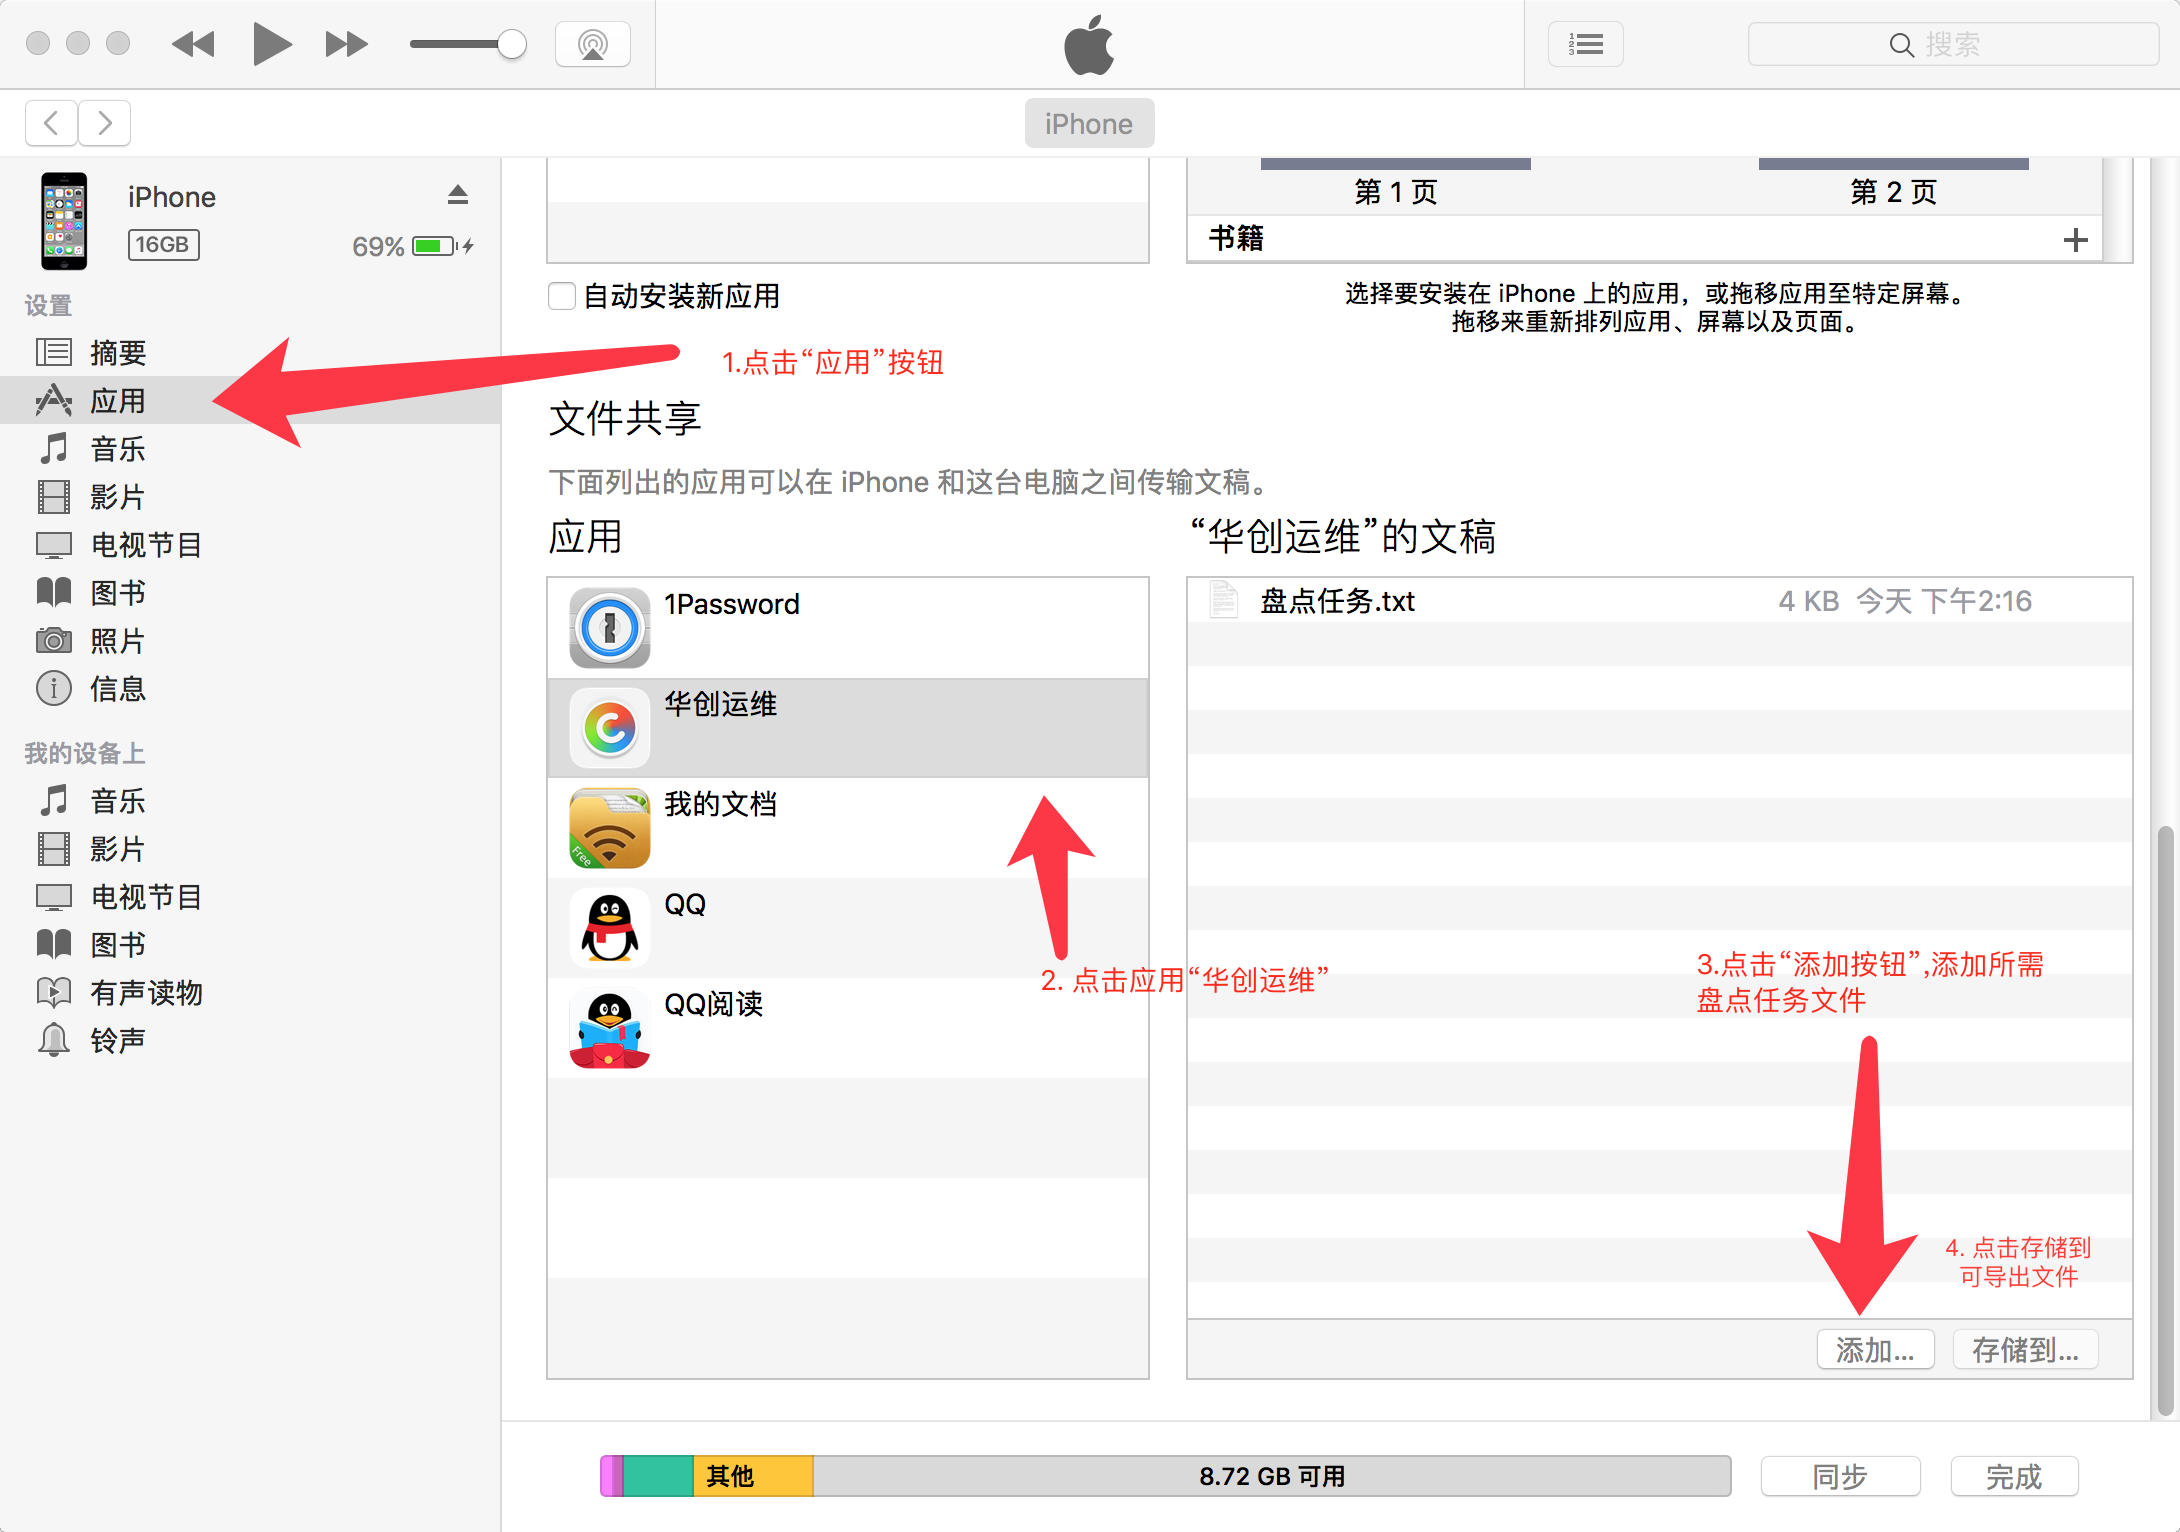 搜索
iPhone
iPhone
16GB
69%
设置
摘要
应用
音乐
影片
电视节目
图书
照片
信息
我的设备上
音乐
影片
电视节目
图书
有声读物
铃声
第 1 页
第 2 页
书籍
自动安装新应用
选择要安装在 iPhone 上的应用，或拖移应用至特定屏幕。
拖移来重新排列应用、屏幕以及页面。
1.点击“应用”按钮
文件共享
下面列出的应用可以在 iPhone 和这台电脑之间传输文稿。
应用
1Password
华创运维
我的文档
Free
QQ
QQ阅读
2. 点击应用“华创运维”
“华创运维”的文稿
盘点任务.txt 4 KB 今天 下午2:16
3.点击“添加按钮”,添加所需
盘点任务文件
4. 点击存储到
可导出文件
添加...
存储到...
其他
8.72 GB 可用
同步
完成